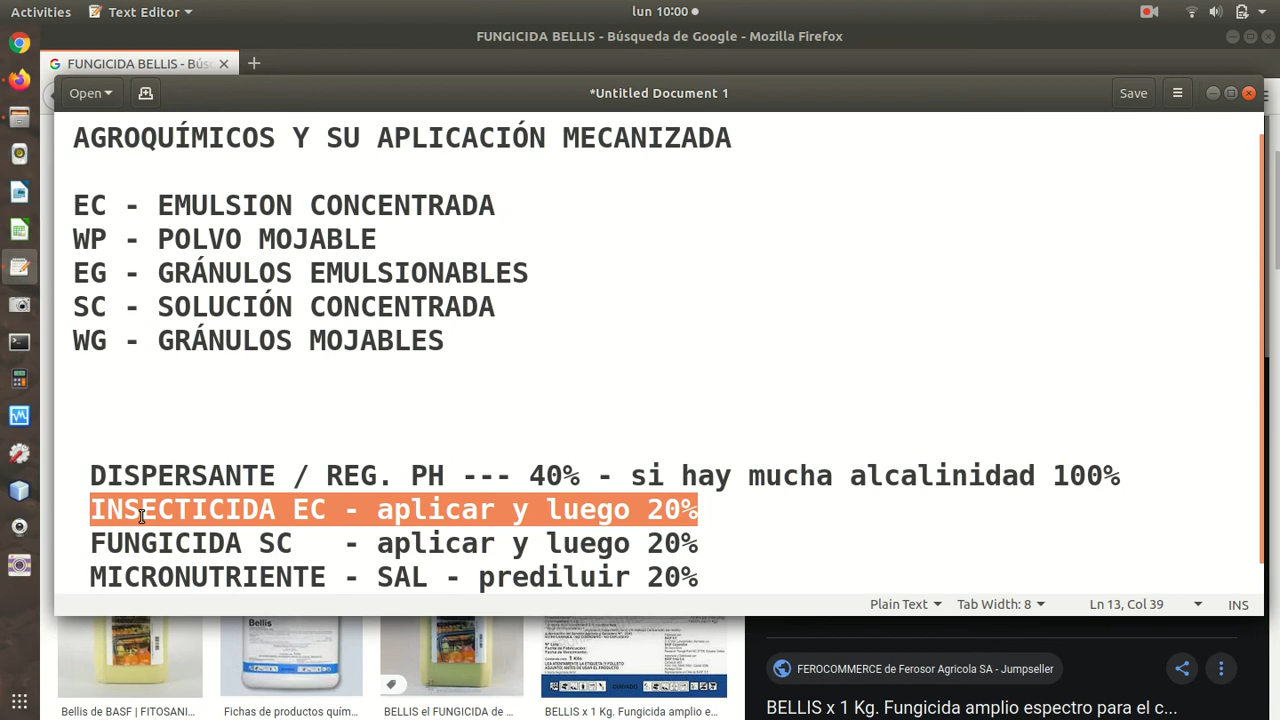 Activities Text Editor lun 10:00
FUNGICIDA BELLIS - Búsqueda de Google - Mozilla Firefox
FUNGICIDA BELLIS - Bús
Open *Untitled Document 1 Save
AGROQUÍMICOS Y SU APLICACIÓN MECANIZADA
EC - EMULSION CONCENTRADA
WP - POLVO MOJABLE
EG - GRÁNULOS EMULSIONABLES
SC - SOLUCIÓN CONCENTRADA
WG - GRÁNULOS MOJABLES
DISPERSANTE / REG. PH --- 40% - si hay mucha alcalinidad 100%
INSECTICIDA EC - aplicar y luego 20%
FUNGICIDA SC - aplicar y luego 20%
MICRONUTRIENTE - SAL - prediluir 20%
Plain Text Tab Width: 8 Ln 13, Col 39 INS
Bellis
FEROCOMMERCE de Ferosor Agricola SA - Jumpseller
BELLIS x 1 Kg. Fungicida amplio espectro para el c...
Bellis de BASF | FITOSANI...
Fichas de productos quím...
BELLIS el FUNGICIDA de ...
BELLIS x 1 Kg. Fungicida amplio e...